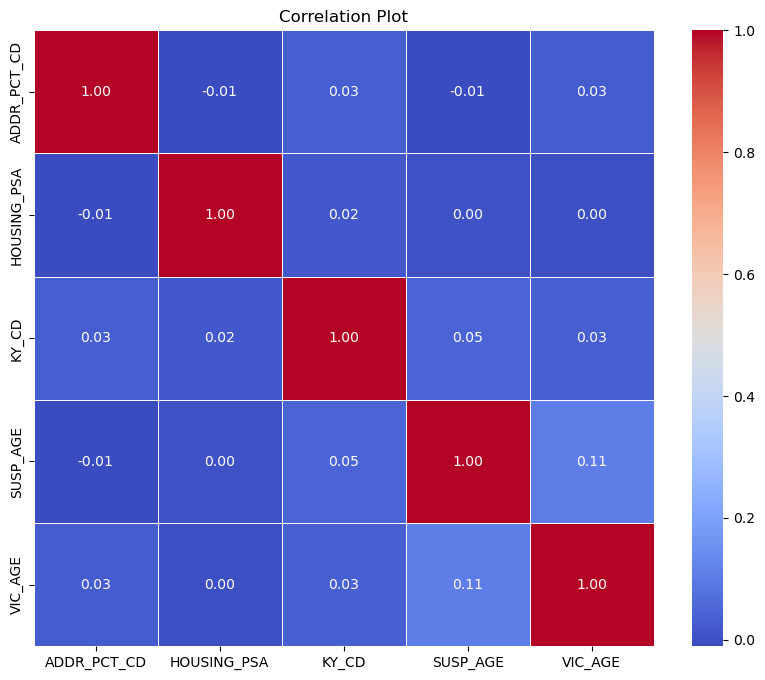 Correlation Plot
ADDR_PCT_CD 1.00 -0.01 0.03 -0.01 0.03
HOUSING_PSA -0.01 1.00 0.02 0.00 0.00
KY_CD 0.03 0.02 1.00 0.05 0.03
SUSP_AGE -0.01 0.00 0.05 1.00 0.11
VIC_AGE 0.03 0.00 0.03 0.11 1.00
ADDR_PCT_CD HOUSING_PSA KY_CD SUSP_AGE VIC_AGE
1.0
0.8
0.6
0.4
0.2
0.0